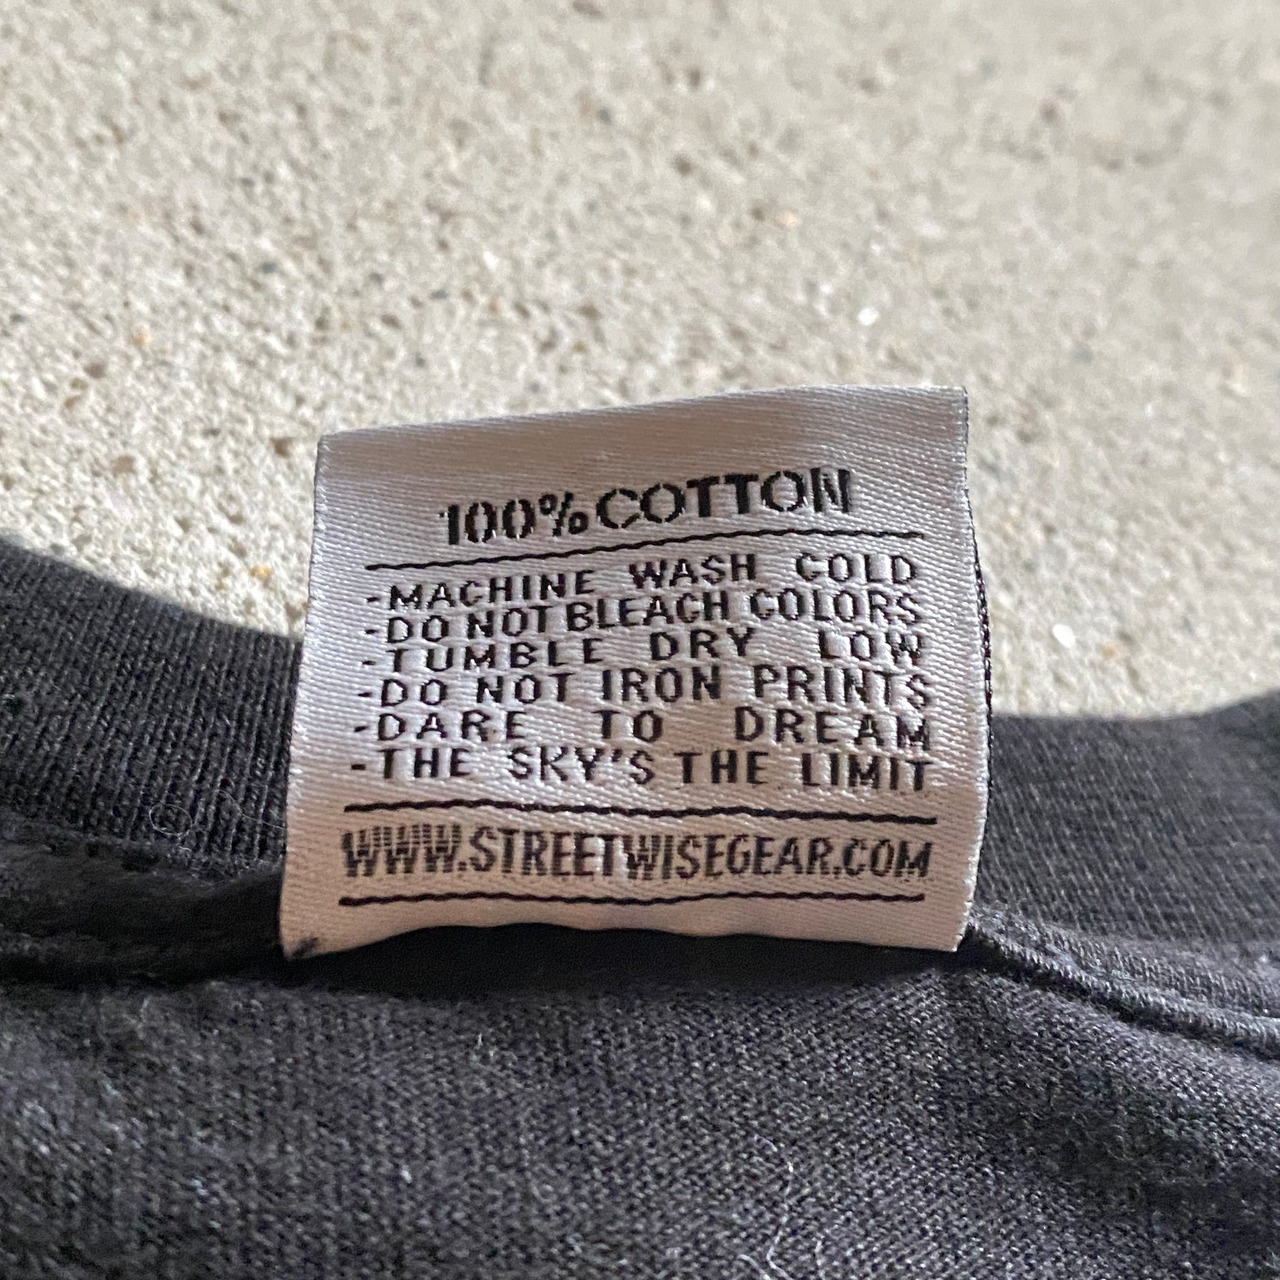 100% COTTON
-MACHINE WASH COLD
-DO NOT BLEACH COLORS
-TUMBLE DRY LOW
-DO NOT IRON PRINTS
-DARE TO DREAM
-THE SKY'S THE LIMIT
WWW.STREETWISEGEAR.COM